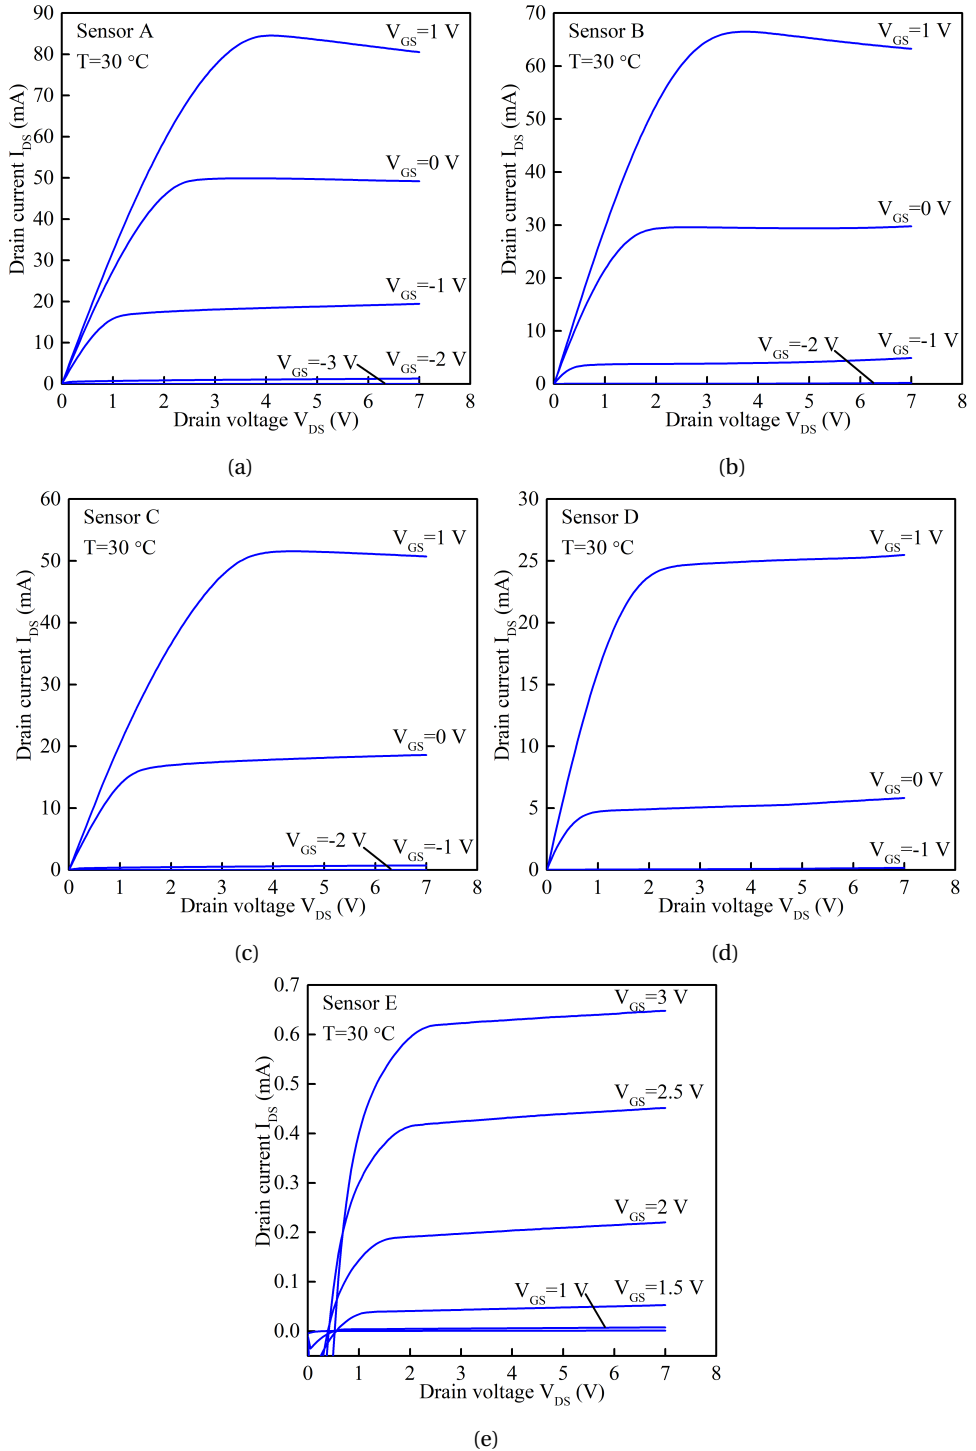 Sensor A
T=30 °C
V_GS=1 V
V_GS=0 V
V_GS=-1 V
V_GS=-3 V
V_GS=-2 V
90
80
70
60
50
40
30
20
10
0
Drain current I_DS (mA)
0 1 2 3 4 5 6 7 8
Drain voltage V_DS (V)
(a)
Sensor B
T=30 °C
V_GS=1 V
V_GS=0 V
V_GS=-2 V
V_GS=-1 V
70
60
50
40
30
20
10
0
Drain current I_DS (mA)
0 1 2 3 4 5 6 7 8
Drain voltage V_DS (V)
(b)
Sensor C
T=30 °C
V_GS=1 V
V_GS=0 V
V_GS=-2 V
V_GS=-1 V
60
50
40
30
20
10
0
Drain current I_DS (mA)
0 1 2 3 4 5 6 7 8
Drain voltage V_DS (V)
(c)
Sensor D
T=30 °C
V_GS=1 V
V_GS=0 V
V_GS=-1 V
30
25
20
15
10
5
0
Drain current I_DS (mA)
0 1 2 3 4 5 6 7 8
Drain voltage V_DS (V)
(d)
Sensor E
T=30 °C
V_GS=3 V
V_GS=2.5 V
V_GS=2 V
V_GS=1 V
V_GS=1.5 V
0.7
0.6
0.5
0.4
0.3
0.2
0.1
0.0
Drain current I_DS (mA)
0 1 2 3 4 5 6 7 8
Drain voltage V_DS (V)
(e)